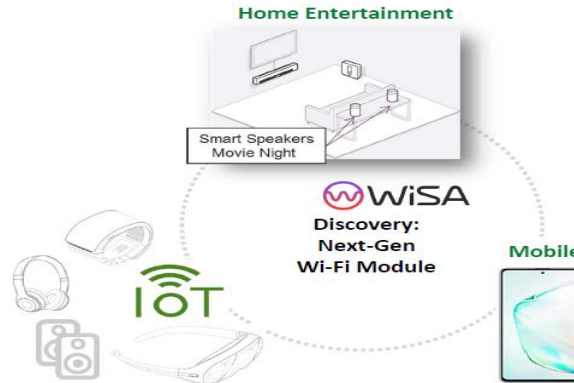 Home Entertainment
Smart Speakers
Movie Night
WiSA
Discovery:
Next-Gen
Wi-Fi Module
Mobile
IoT